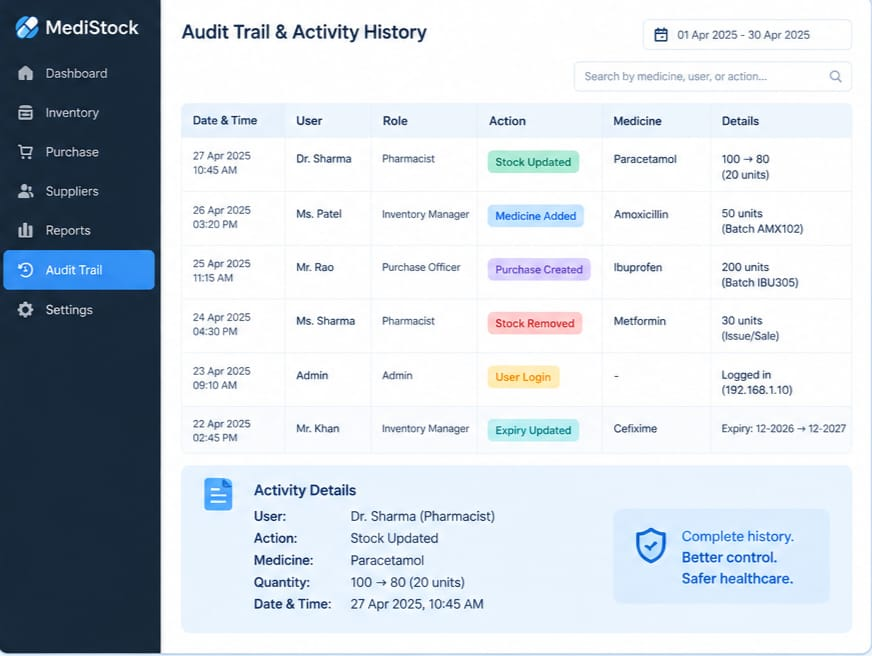 MediStock
Dashboard
Inventory
Purchase
Suppliers
Reports
Audit Trail
Settings
Audit Trail & Activity History
01 Apr 2025 - 30 Apr 2025
Search by medicine, user, or action...
Date & Time User Role Action Medicine Details
27 Apr 2025 Dr. Sharma Pharmacist Stock Updated Paracetamol 100 → 80
10:45 AM (20 units)
26 Apr 2025 Ms. Patel Inventory Manager Medicine Added Amoxicillin 50 units
03:20 PM (Batch AMX102)
25 Apr 2025 Mr. Rao Purchase Officer Purchase Created Ibuprofen 200 units
11:15 AM (Batch IBU305)
24 Apr 2025 Ms. Sharma Pharmacist Stock Removed Metformin 30 units
04:30 PM (Issue/Sale)
23 Apr 2025 Admin Admin User Login - Logged in
09:10 AM (192.168.1.10)
22 Apr 2025 Mr. Khan Inventory Manager Expiry Updated Cefixime Expiry: 12-2026 → 12-2027
02:45 PM
Activity Details
User: Dr. Sharma (Pharmacist)
Action: Stock Updated
Medicine: Paracetamol
Quantity: 100 → 80 (20 units)
Date & Time: 27 Apr 2025, 10:45 AM
Complete history.
Better control.
Safer healthcare.